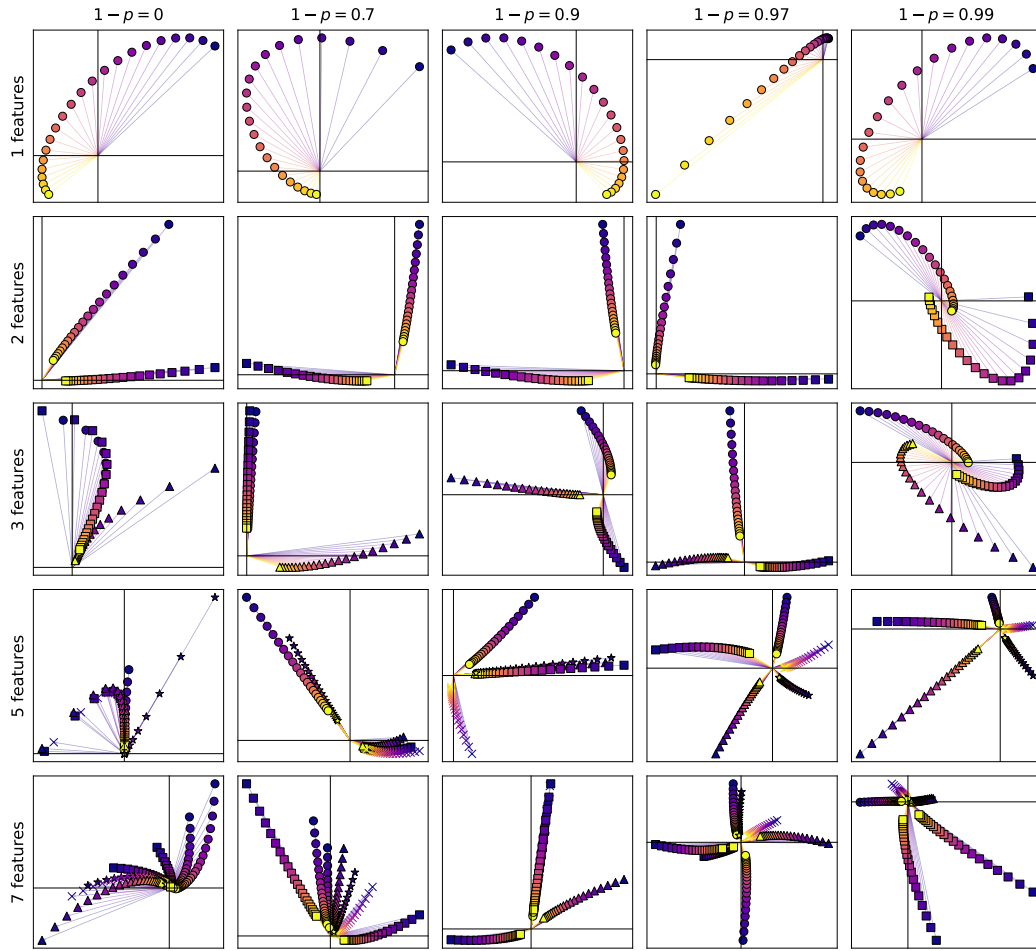 1 − p = 0
1 − p = 0.7
1 − p = 0.9
1 − p = 0.97
1 − p = 0.99
1 features
2 features
3 features
5 features
7 features